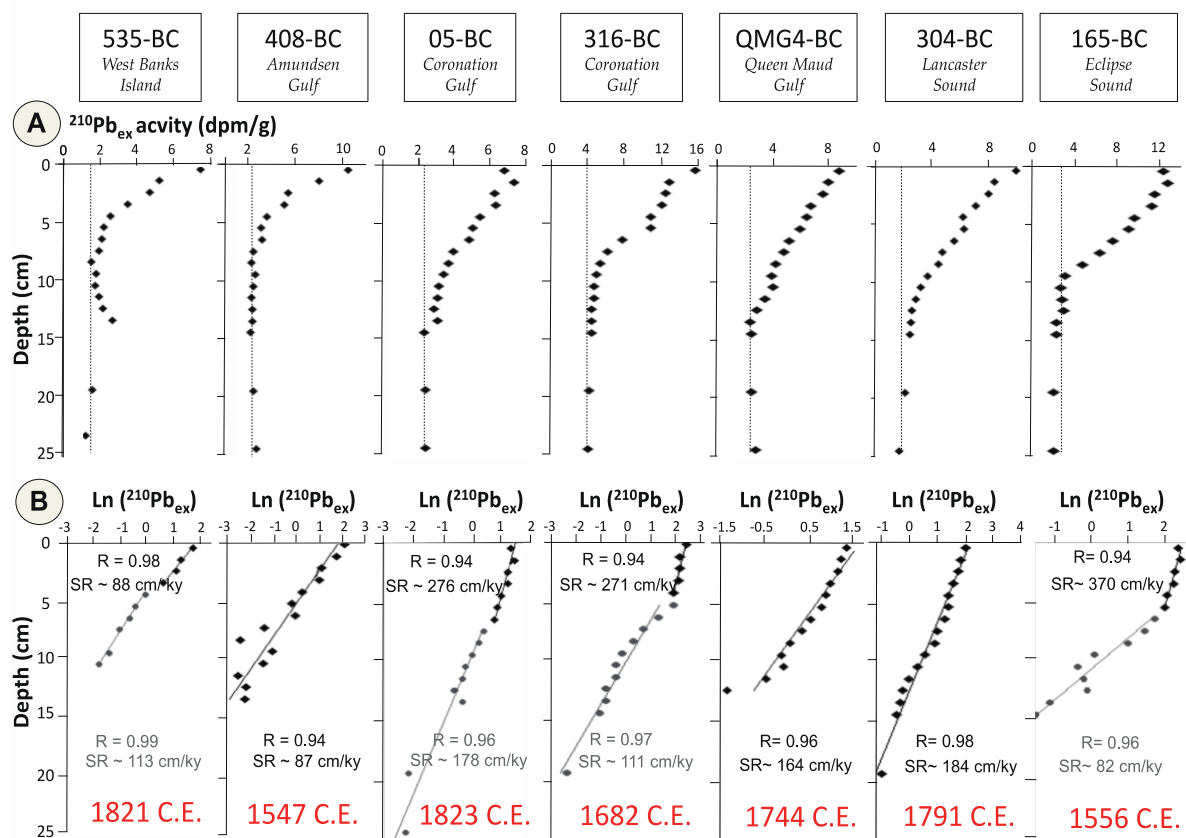 535-BC
West Banks
Island
408-BC
Amundsen
Gulf
05-BC
Coronation
Gulf
316-BC
Coronation
Gulf
QMG4-BC
Queen Maud
Gulf
304-BC
Lancaster
Sound
165-BC
Eclipse
Sound
A
²¹⁰Pbₑₓ acvity (dpm/g)
0 2 4 6 8
0 2 6 10
0 2 4 6 8
0 4 8 12 16
0 2 4 6 8
0 4 8
0 4 8 12
Depth (cm)
0
5
10
15
20
25
B
Ln (²¹⁰Pbₑₓ)
Ln (²¹⁰Pbₑₓ)
Ln (²¹⁰Pbₑₓ)
Ln (²¹⁰Pbₑₓ)
Ln (²¹⁰Pbₑₓ)
Ln (²¹⁰Pbₑₓ)
Ln (²¹⁰Pbₑₓ)
-3 -2 -1 0 1 2
-3 -2 -1 0 1 2 3
-3 -2 -1 0 1 2
-3 -2 -1 0 1 2 3
-1.5 -0.5 0.5 1.5
-1 0 1 2 3 4
-1 0 1 2
Depth (cm)
0
5
10
15
20
25
R = 0.98
SR ~ 88 cm/ky
R = 0.99
SR ~ 113 cm/ky
1821 C.E.
R = 0.94
SR ~ 87 cm/ky
1547 C.E.
R = 0.94
SR ~ 276 cm/ky
R = 0.96
SR ~ 178 cm/ky
1823 C.E.
R = 0.94
SR ~ 271 cm/ky
R = 0.97
SR ~ 111 cm/ky
1682 C.E.
R = 0.96
SR~ 164 cm/ky
1744 C.E.
R = 0.98
SR ~ 184 cm/ky
1791 C.E.
R = 0.94
SR~ 370 cm/ky
R= 0.96
SR~ 82 cm/ky
1556 C.E.